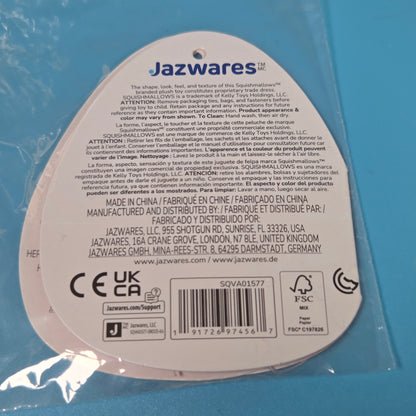 Jazwares™ MC
The shape, look, feel, and texture of this Squishmallows™
branded plush toy constitutes proprietary trade dress.
SQUISHMALLOWS is a trademark of Kelly Toys Holdings, LLC.
ATTENTION: Remove packaging ties, bags, and fasteners before
giving toy to child. Retain package and any instructions for future
reference as they contain important information. Product appearance &
color may vary from shown. To Clean: Hand wash, then air dry.
La forme, l'aspect, le toucher et la texture de cette peluche de marque
Squishmallows™ constituent une propriété commerciale exclusive.
SQUISHMALLOWS est une marque de commerce de Kelly Toys Holdings, LLC.
ATTENTION : Retirer les fils de l'emballage, les sachets et les attaches avant de donner le
jouet à l'enfant. Conserver l'emballage et le manuel d'utilisation pour consultation future car
ils contiennent des informations importantes. L'apparence et la couleur du produit peuvent
varier de l'image. Nettoyage : Lavez le produit à la main et laissez-le sécher à l'air libre.
La forma, aspecto, sensación y textura de este juguete de felpa marca Squishmallows™
constituyen una imagen comercial de propiedad exclusiva. SQUISHMALLOWS es una marca
comercial de Kelly Toys Holdings, LLC. ATENCIÓN: retire los alambres, bolsas y sujetadores del
empaque antes de darle el juguete a un niño. Conserve el empaque y las instrucciones para
referencia futura, ya que contienen información importante. El aspecto y color del producto
pueden ser diferentes a los mostrados. Para limpiar: Lavar a mano, luego secar al aire.
MADE IN CHINA / FABRIQUÉ EN CHINE / FABRICADO EN CHINA
MANUFACTURED AND DISTRIBUTED BY: / FABRIQUÉ ET DISTRIBUÉ PAR: /
FABRICADO Y DISTRIBUIDO POR:
JAZWARES, LLC, 955 SHOTGUN RD, SUNRISE, FL 33326, USA
JAZWARES, 16A CRANE GROVE, LONDON, N7 8LE, UNITED KINGDOM
JAZWARES GMBH, MINA-REES-STR. 8, 64295 DARMSTADT, GERMANY
www.jazwares.com / www.jazwares.de
CE UK CA
SQVA01577
Jazwares.com/Support
J Jazwares, LLC
1 91726 97456 7
FSC
MIX
Paper
Papier
FSC® C197826
HER